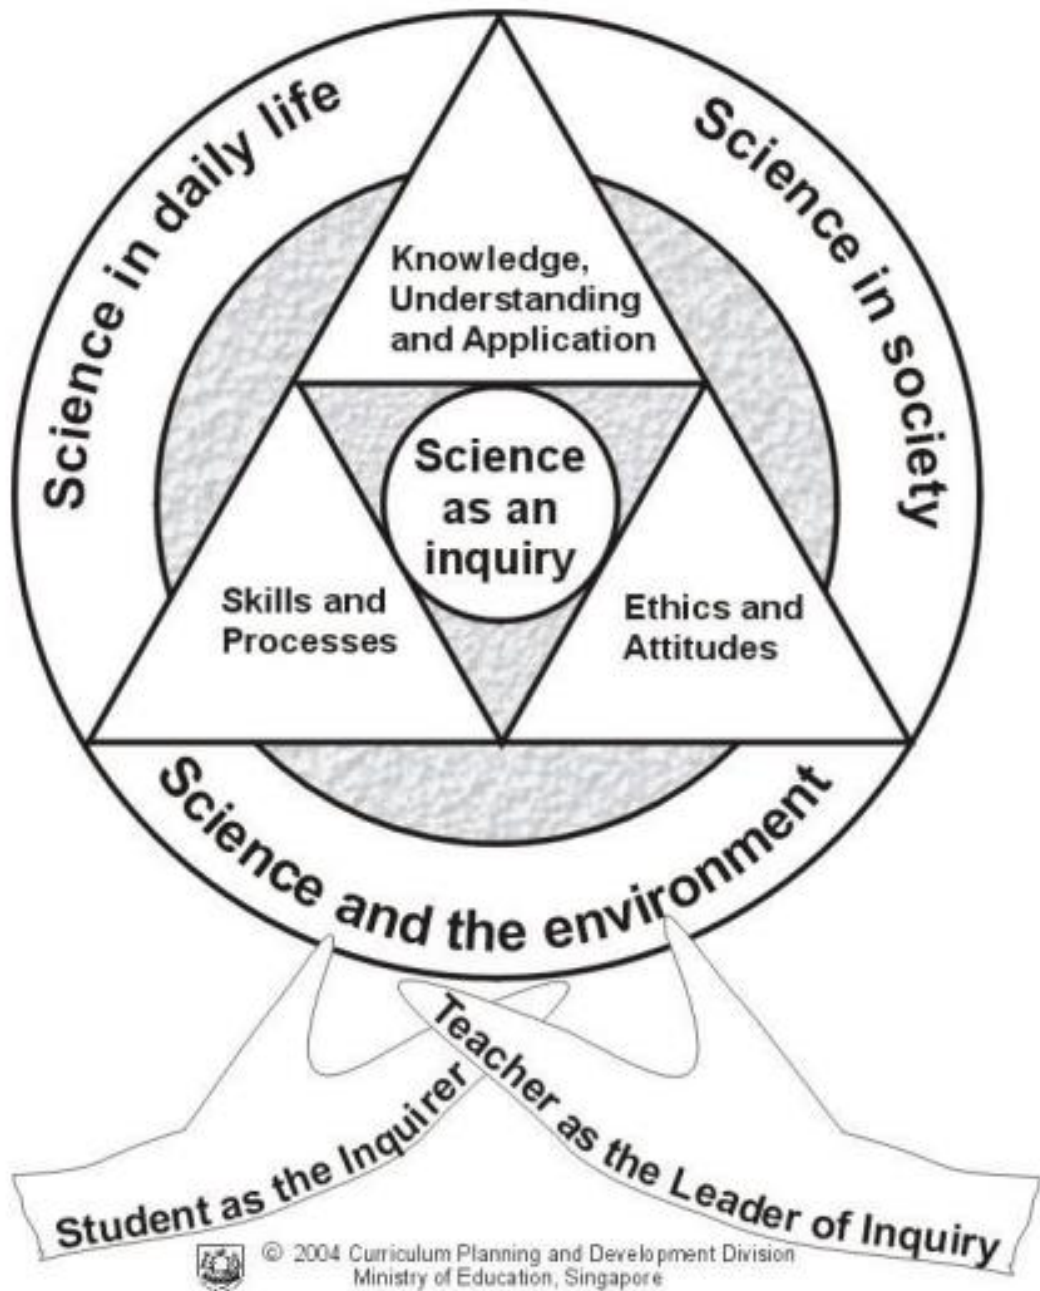 Science in daily life
Science in society
Knowledge,
Understanding
and Application
Science
as an
inquiry
Skills and
Processes
Ethics and
Attitudes
Science and the environment
Student as the Inquirer
Teacher as the Leader of Inquiry
© 2004 Curriculum Planning and Development Division
Ministry of Education, Singapore